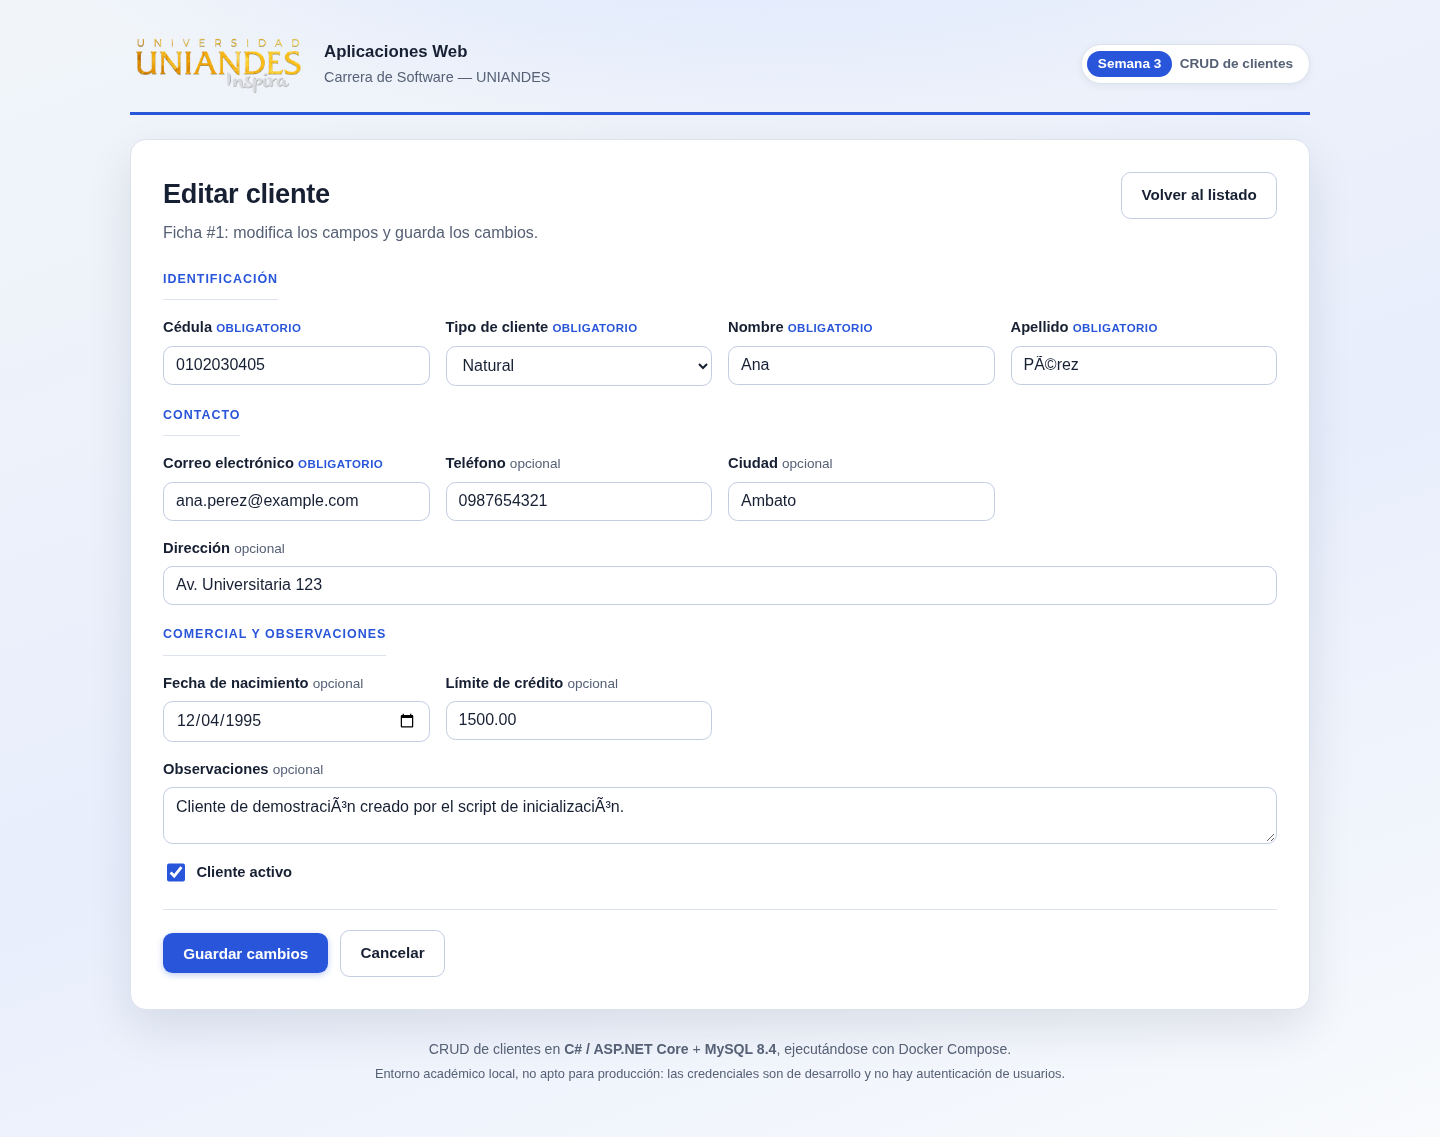 UNIVERSIDAD
UNIANDES
Inspira
Aplicaciones Web
Carrera de Software — UNIANDES
Semana 3 CRUD de clientes
Editar cliente
Volver al listado
Ficha #1: modifica los campos y guarda los cambios.
IDENTIFICACIÓN
Cédula OBLIGATORIO
Tipo de cliente OBLIGATORIO
Nombre OBLIGATORIO
Apellido OBLIGATORIO
0102030405
Natural
Ana
PÃ©rez
CONTACTO
Correo electrónico OBLIGATORIO
Teléfono opcional
Ciudad opcional
ana.perez@example.com
0987654321
Ambato
Dirección opcional
Av. Universitaria 123
COMERCIAL Y OBSERVACIONES
Fecha de nacimiento opcional
Límite de crédito opcional
12/04/1995
1500.00
Observaciones opcional
Cliente de demostraciÃ³n creado por el script de inicializaciÃ³n.
Cliente activo
Guardar cambios
Cancelar
CRUD de clientes en C# / ASP.NET Core + MySQL 8.4, ejecutándose con Docker Compose.
Entorno académico local, no apto para producción: las credenciales son de desarrollo y no hay autenticación de usuarios.